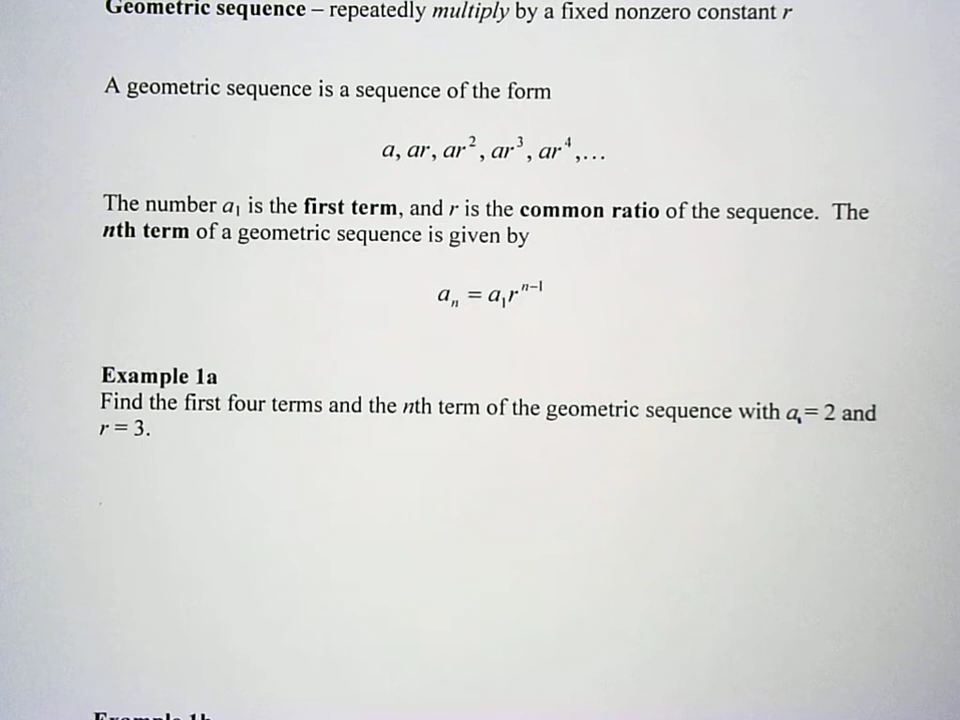 Geometric sequence – repeatedly multiply by a fixed nonzero constant r
A geometric sequence is a sequence of the form
a, ar, ar², ar³, ar⁴,...
The number a₁ is the first term, and r is the common ratio of the sequence. The
nth term of a geometric sequence is given by
aₙ = a₁rⁿ⁻¹
Example 1a
Find the first four terms and the nth term of the geometric sequence with a₁ = 2 and
r = 3.
Example 1b